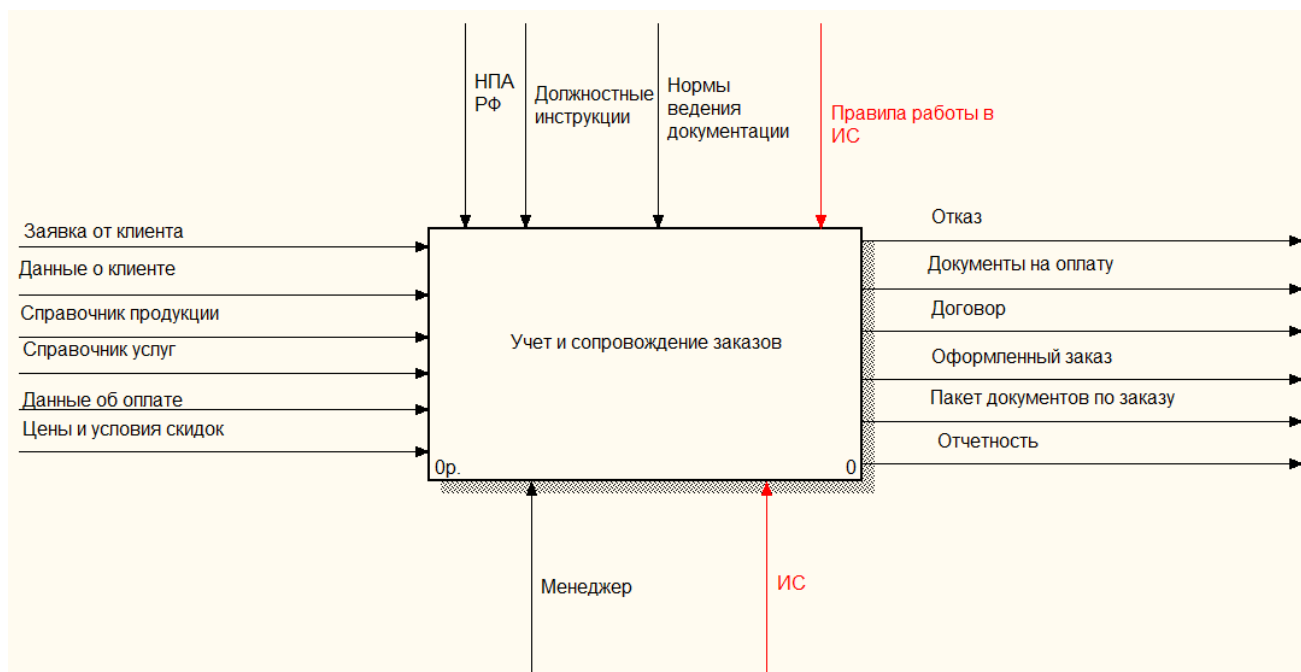 НПА
РФ
Должностные
инструкции
Нормы
ведения
документации
Правила работы в
ИС
Заявка от клиента
Данные о клиенте
Справочник продукции
Справочник услуг
Данные об оплате
Цены и условия скидок
Учет и сопровождение заказов
0р.
0
Отказ
Документы на оплату
Договор
Оформленный заказ
Пакет документов по заказу
Отчетность
Менеджер
ИС